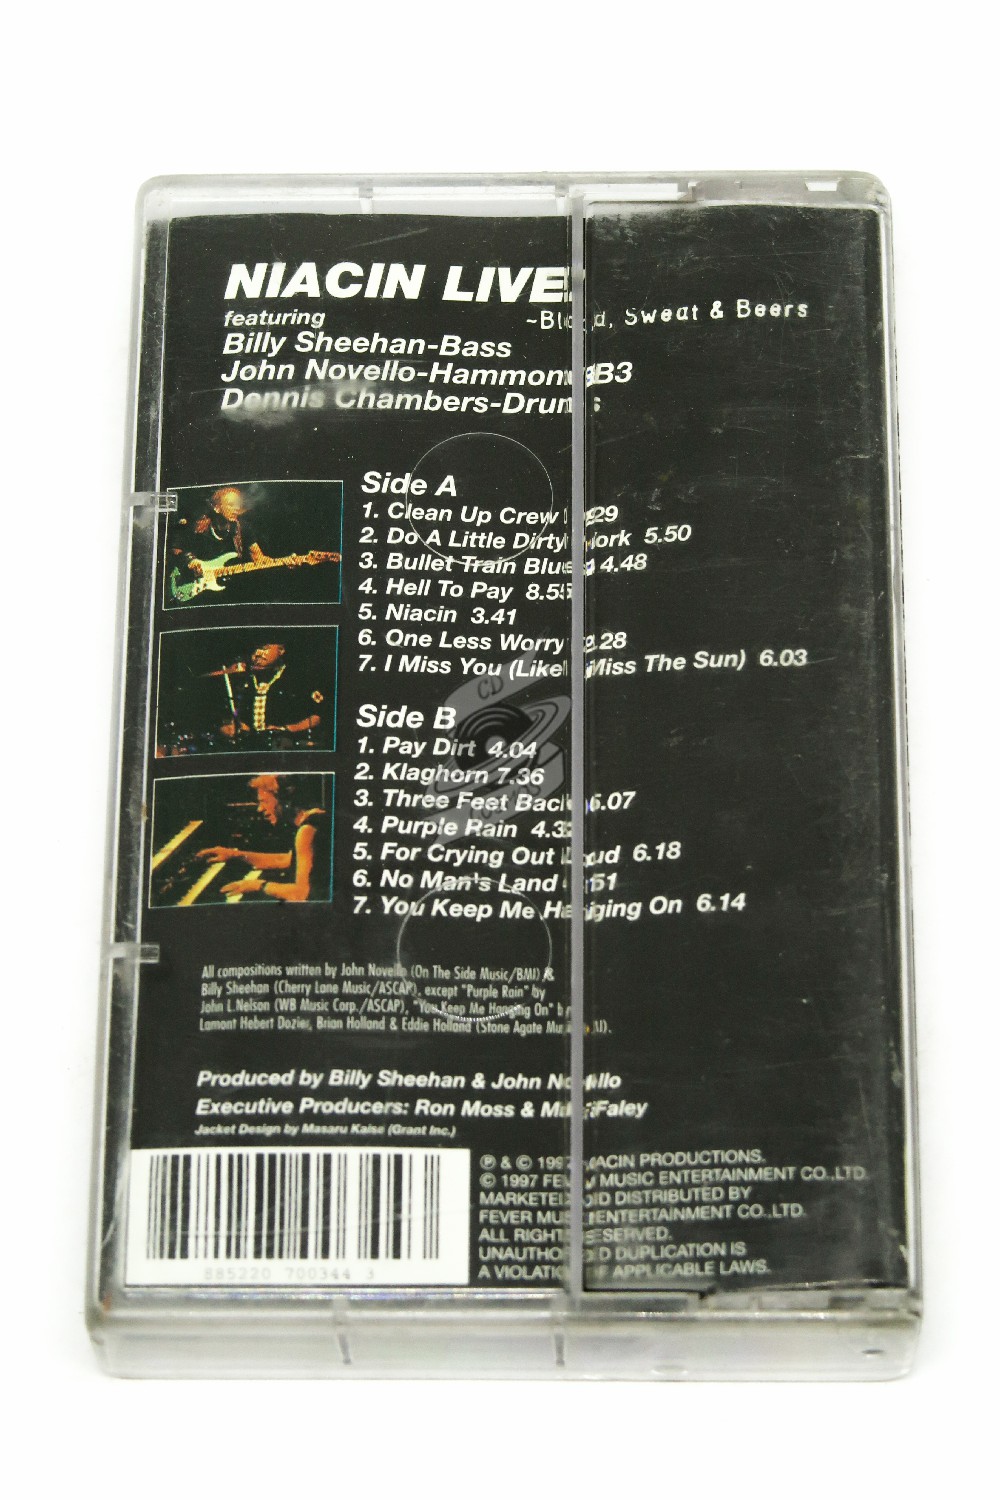 NIACIN LIVE!
~Blood, Sweat & Beers
featuring
Billy Sheehan-Bass
John Novello-Hammond B3
Dennis Chambers-Drums
Side A
1. Clean Up Crew
2. Do A Little Dirty Work 5.50
3. Bullet Train Blues 4.48
4. Hell To Pay 8.55
5. Niacin 3.41
6. One Less Worry
7. I Miss You (Like I Miss The Sun) 6.03
CD
Side B
1. Pay Dirt 4.04
2. Klaghorn 7.36
3. Three Feet Back 6.07
4. Purple Rain
5. For Crying Out Loud 6.18
6. No Man's Land
7. You Keep Me Hanging On 6.14
All compositions written by John Novello (On The Side Music/BMI) &
Billy Sheehan (Cherry Lane Music/ASCAP), except "Purple Rain" by
John L.Nelson (WB Music Corp./ASCAP), "You Keep Me Hanging On" by
Lamont Hebert Dozier, Brian Holland & Eddie Holland (Stone Agate Music/BMI).
Produced by Billy Sheehan & John Novello
Executive Producers: Ron Moss & Faley
Jacket Design by Masaru Kaise (Grant Inc.)
℗ & © 1997 NIACIN PRODUCTIONS.
© 1997 FEVER MUSIC ENTERTAINMENT CO.,LTD.
MARKETED AND DISTRIBUTED BY
FEVER MUSIC ENTERTAINMENT CO.,LTD.
ALL RIGHTS RESERVED.
UNAUTHORIZED DUPLICATION IS
A VIOLATION OF APPLICABLE LAWS.
885220 700344 3